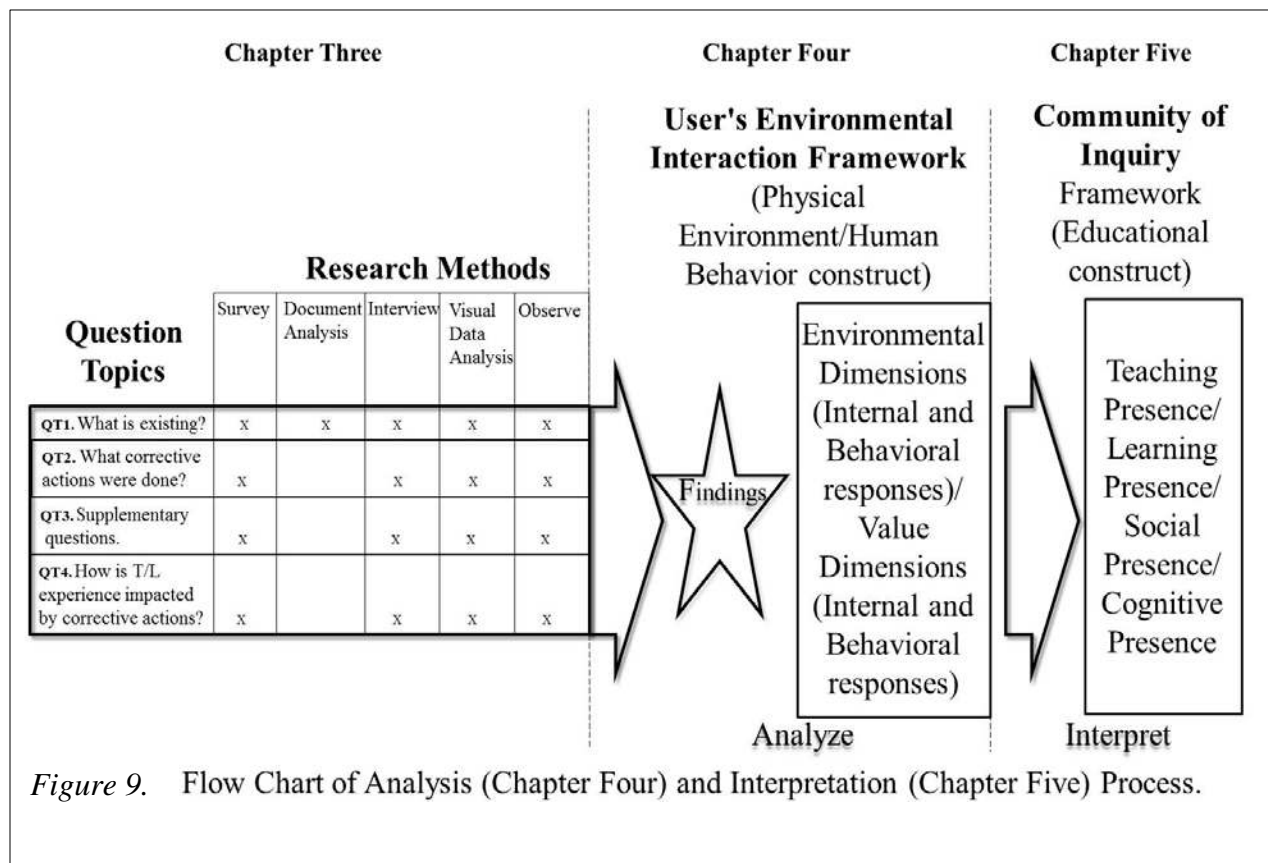 Chapter Three
Chapter Four
Chapter Five
Research Methods
Question
Topics
Survey
Document
Analysis
Interview
Visual
Data
Analysis
Observe
QT1. What is existing?
x x x x x
QT2. What corrective
actions were done?
x x x x
QT3. Supplementary
questions.
x x x x
QT4. How is T/L
experience impacted
by corrective actions?
x x x x
User's Environmental
Interaction Framework
(Physical
Environment/Human
Behavior construct)
Findings
Environmental
Dimensions
(Internal and
Behavioral
responses)/
Value
Dimensions
(Internal and
Behavioral
responses)
Analyze
Community of
Inquiry
Framework
(Educational
construct)
Teaching
Presence/
Learning
Presence/
Social
Presence/
Cognitive
Presence
Interpret
Figure 9. Flow Chart of Analysis (Chapter Four) and Interpretation (Chapter Five) Process.